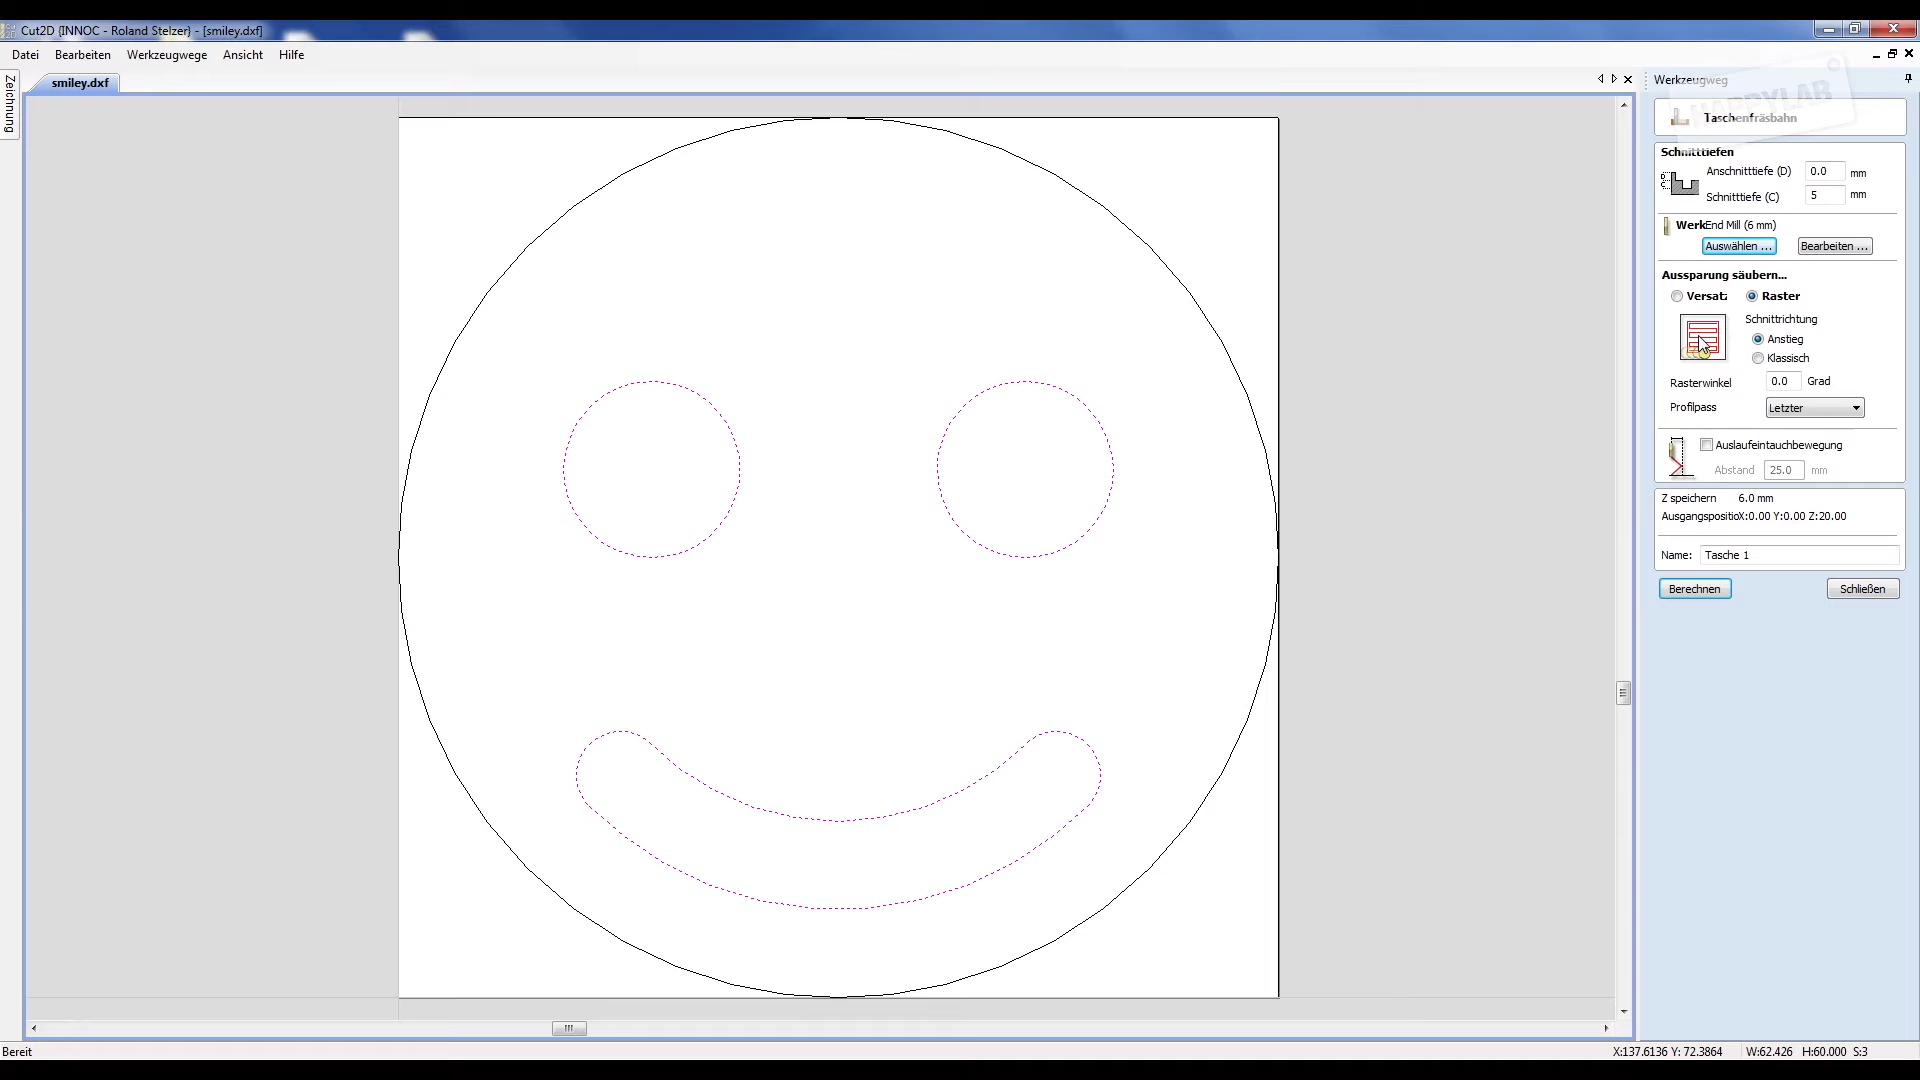 Cut2D {INNOC - Roland Stelzer} - [smiley.dxf]
Datei Bearbeiten Werkzeugwege Ansicht Hilfe
Zeichnung
smiley.dxf
Werkzeugweg
HAPPYLAB
Taschenfräsbahn
Schnitttiefen
Anschnitttiefe (D) 0.0 mm
Schnitttiefe (C) 5 mm
Werk End Mill (6 mm)
Auswählen ... Bearbeiten ...
Aussparung säubern...
Versat Raster
Schnittrichtung
Anstieg
Klassisch
Rasterwinkel 0.0 Grad
Profilpass Letzter
Auslaufeintauchbewegung
Abstand 25.0 mm
Z speichern 6.0 mm
Ausgangspositio X:0.00 Y:0.00 Z:20.00
Name: Tasche 1
Berechnen Schließen
Bereit X:137.6136 Y: 72.3864 W:62.426 H:60.000 S:3